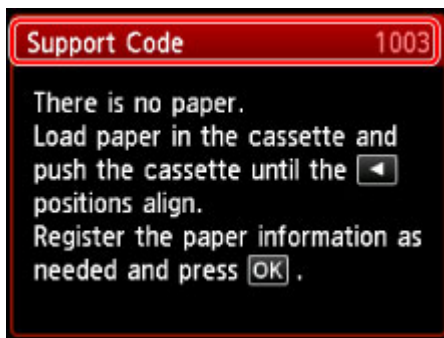 Support Code 1003
There is no paper.
Load paper in the cassette and
push the cassette until the ◀
positions align.
Register the paper information as
needed and press OK .